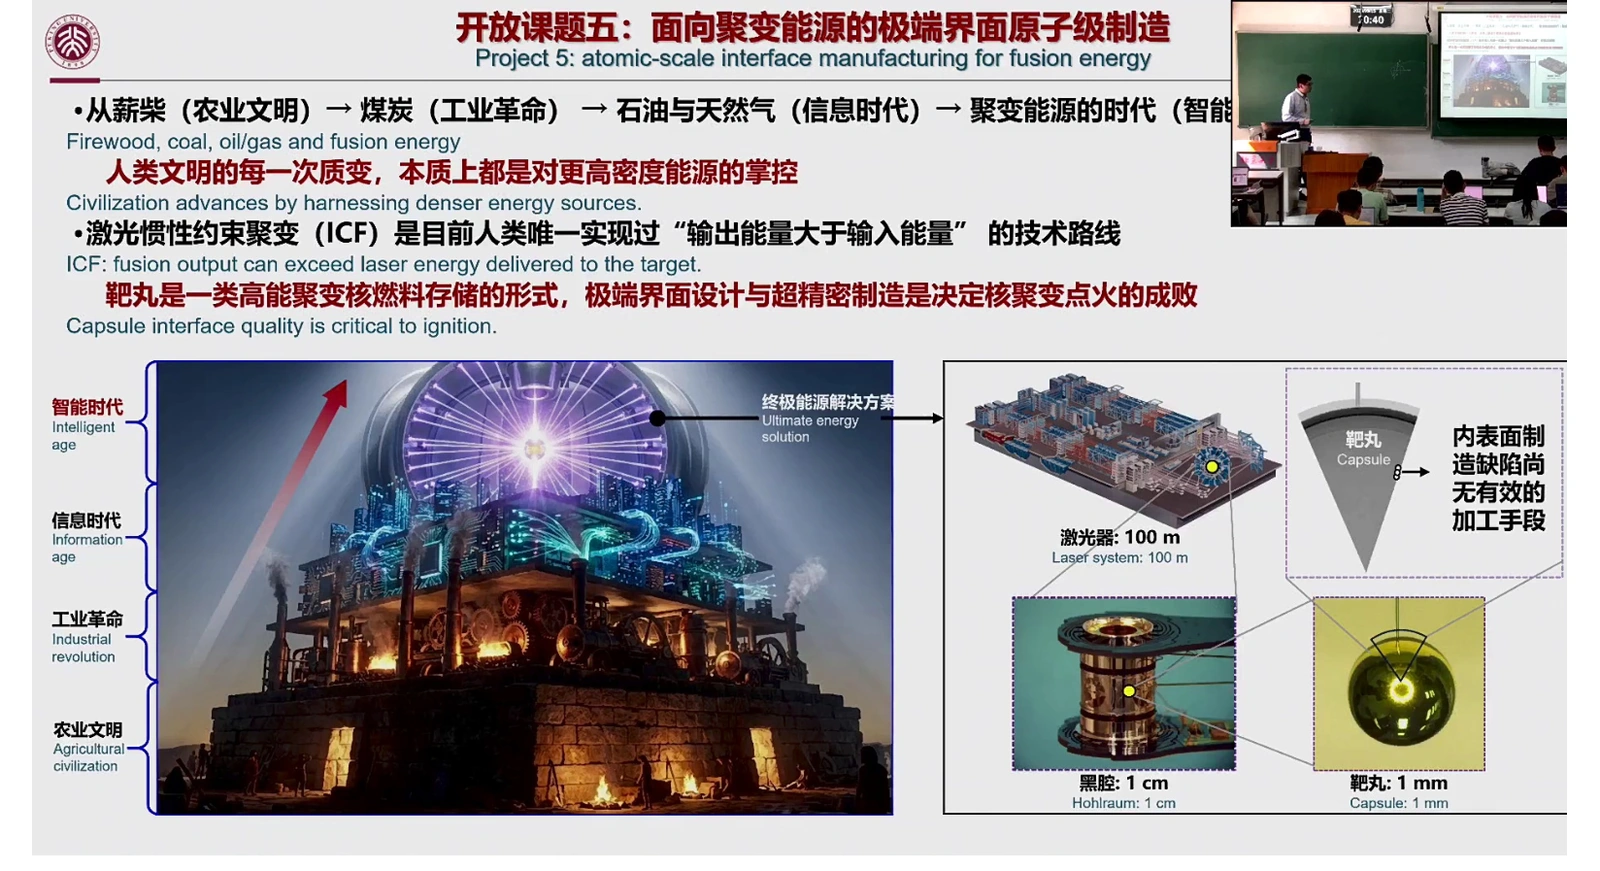 开放课题五：面向聚变能源的极端界面原子级制造
Project 5: atomic-scale interface manufacturing for fusion energy
•从薪柴（农业文明）→ 煤炭（工业革命） → 石油与天然气（信息时代）→ 聚变能源的时代（智能
Firewood, coal, oil/gas and fusion energy
人类文明的每一次质变，本质上都是对更高密度能源的掌控
Civilization advances by harnessing denser energy sources.
•激光惯性约束聚变（ICF）是目前人类唯一实现过“输出能量大于输入能量” 的技术路线
ICF: fusion output can exceed laser energy delivered to the target.
靶丸是一类高能聚变核燃料存储的形式，极端界面设计与超精密制造是决定核聚变点火的成败
Capsule interface quality is critical to ignition.
智能时代
Intelligent
age
信息时代
Information
age
工业革命
Industrial
revolution
农业文明
Agricultural
civilization
终极能源解决方案
Ultimate energy
solution
激光器: 100 m
Laser system: 100 m
靶丸
Capsule
内表面制
造缺陷尚
无有效的
加工手段
黑腔: 1 cm
Hohlraum: 1 cm
靶丸: 1 mm
Capsule: 1 mm